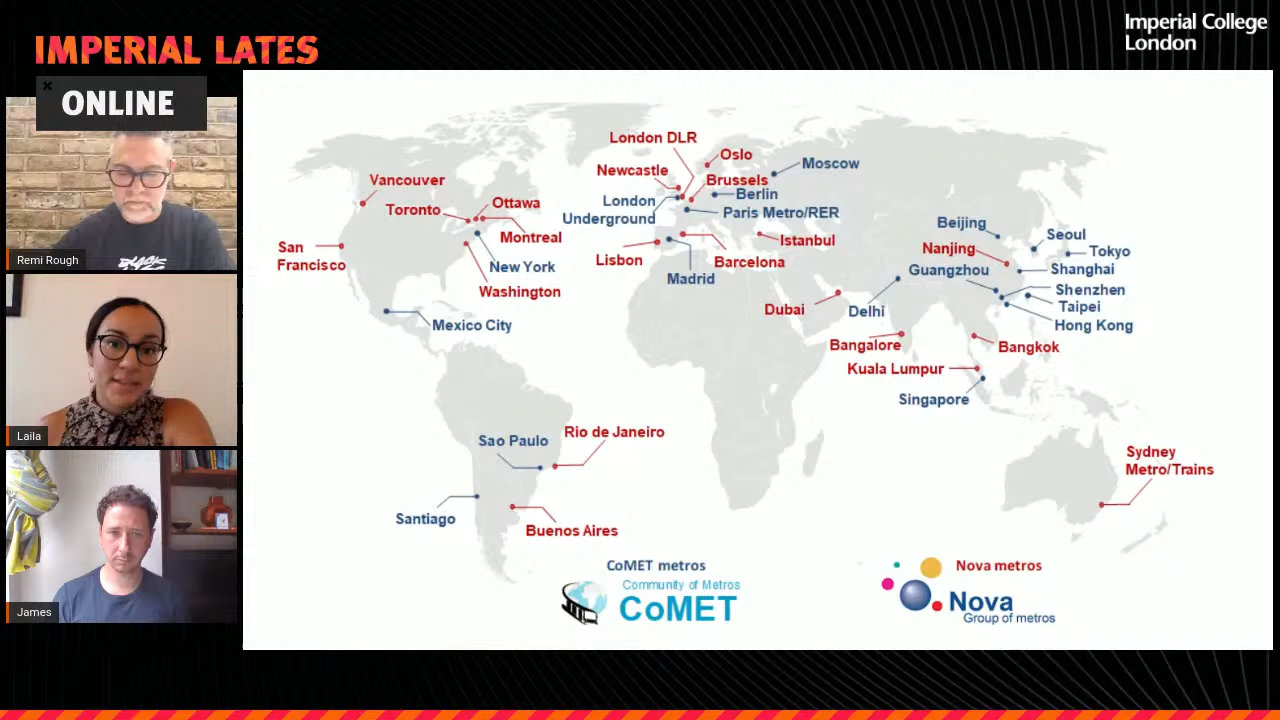 IMPERIAL LATES
ONLINE
Imperial College
London
Remi Rough
Laila
James
London DLR
Oslo
Newcastle
Moscow
Brussels
Berlin
London
Underground
Paris Metro/RER
Vancouver
Toronto
Ottawa
Montreal
San
Francisco
New York
Washington
Mexico City
Lisbon
Madrid
Barcelona
Istanbul
Beijing
Seoul
Nanjing
Tokyo
Guangzhou
Shanghai
Shenzhen
Taipei
Hong Kong
Dubai
Delhi
Bangalore
Bangkok
Kuala Lumpur
Singapore
Sao Paulo
Rio de Janeiro
Santiago
Buenos Aires
Sydney
Metro/Trains
CoMET metros
Community of Metros
CoMET
Nova metros
Nova
Group of metros